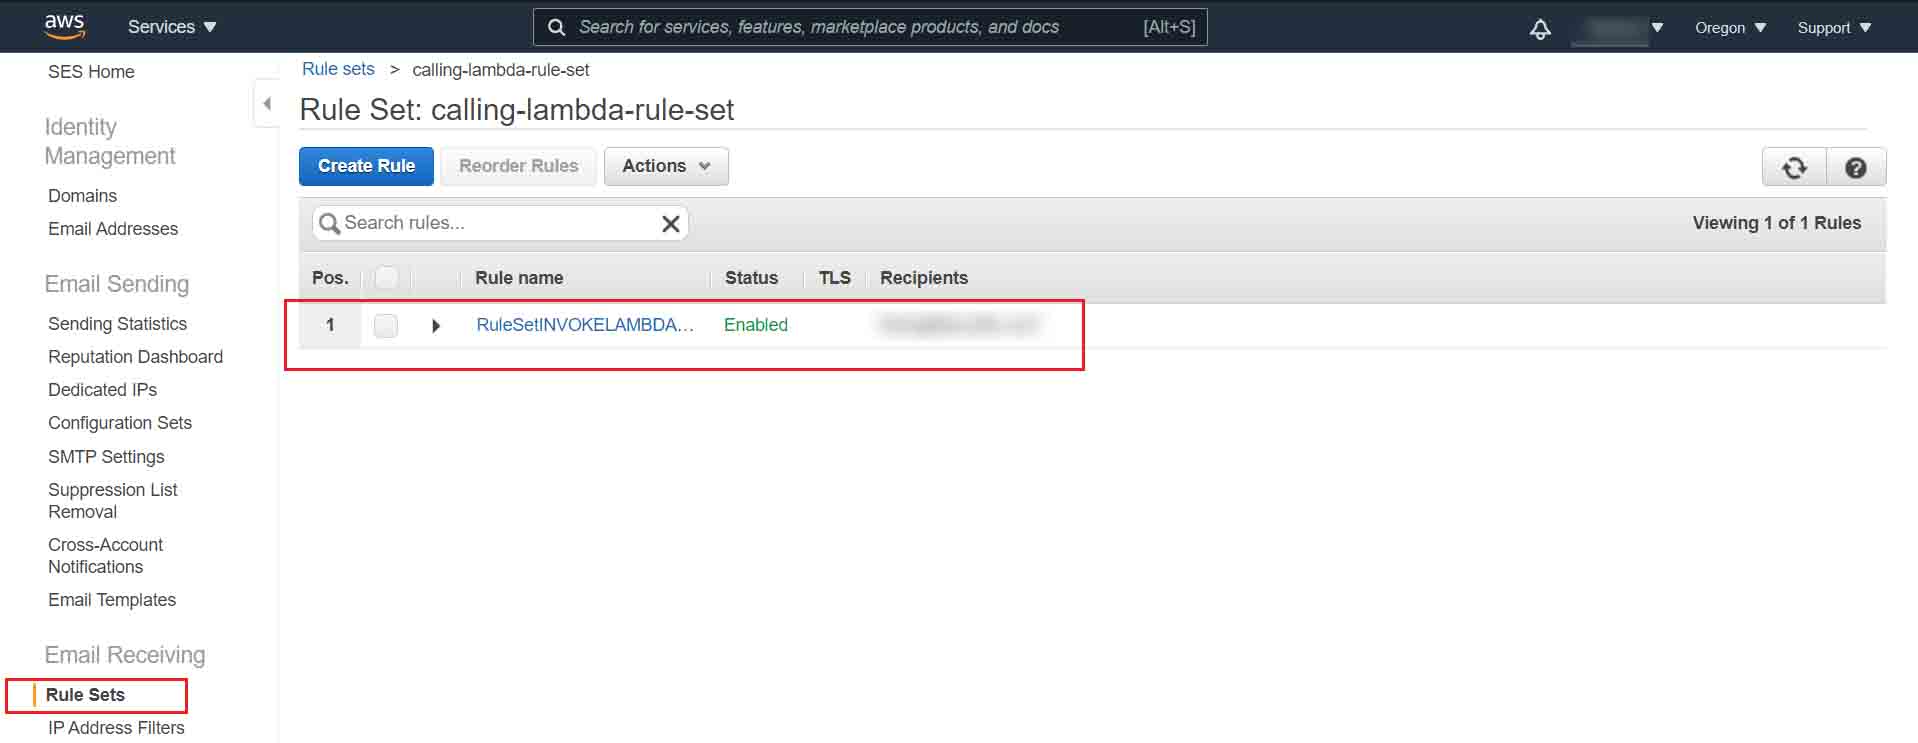 aws
Services
Search for services, features, marketplace products, and docs
[Alt+S]
Oregon
Support
SES Home
Identity
Management
Domains
Email Addresses
Email Sending
Sending Statistics
Reputation Dashboard
Dedicated IPs
Configuration Sets
SMTP Settings
Suppression List
Removal
Cross-Account
Notifications
Email Templates
Email Receiving
Rule Sets
IP Address Filters
Rule sets > calling-lambda-rule-set
Rule Set: calling-lambda-rule-set
Create Rule
Reorder Rules
Actions
Search rules...
Viewing 1 of 1 Rules
Pos. Rule name Status TLS Recipients
1 RuleSetINVOKELAMBDA... Enabled